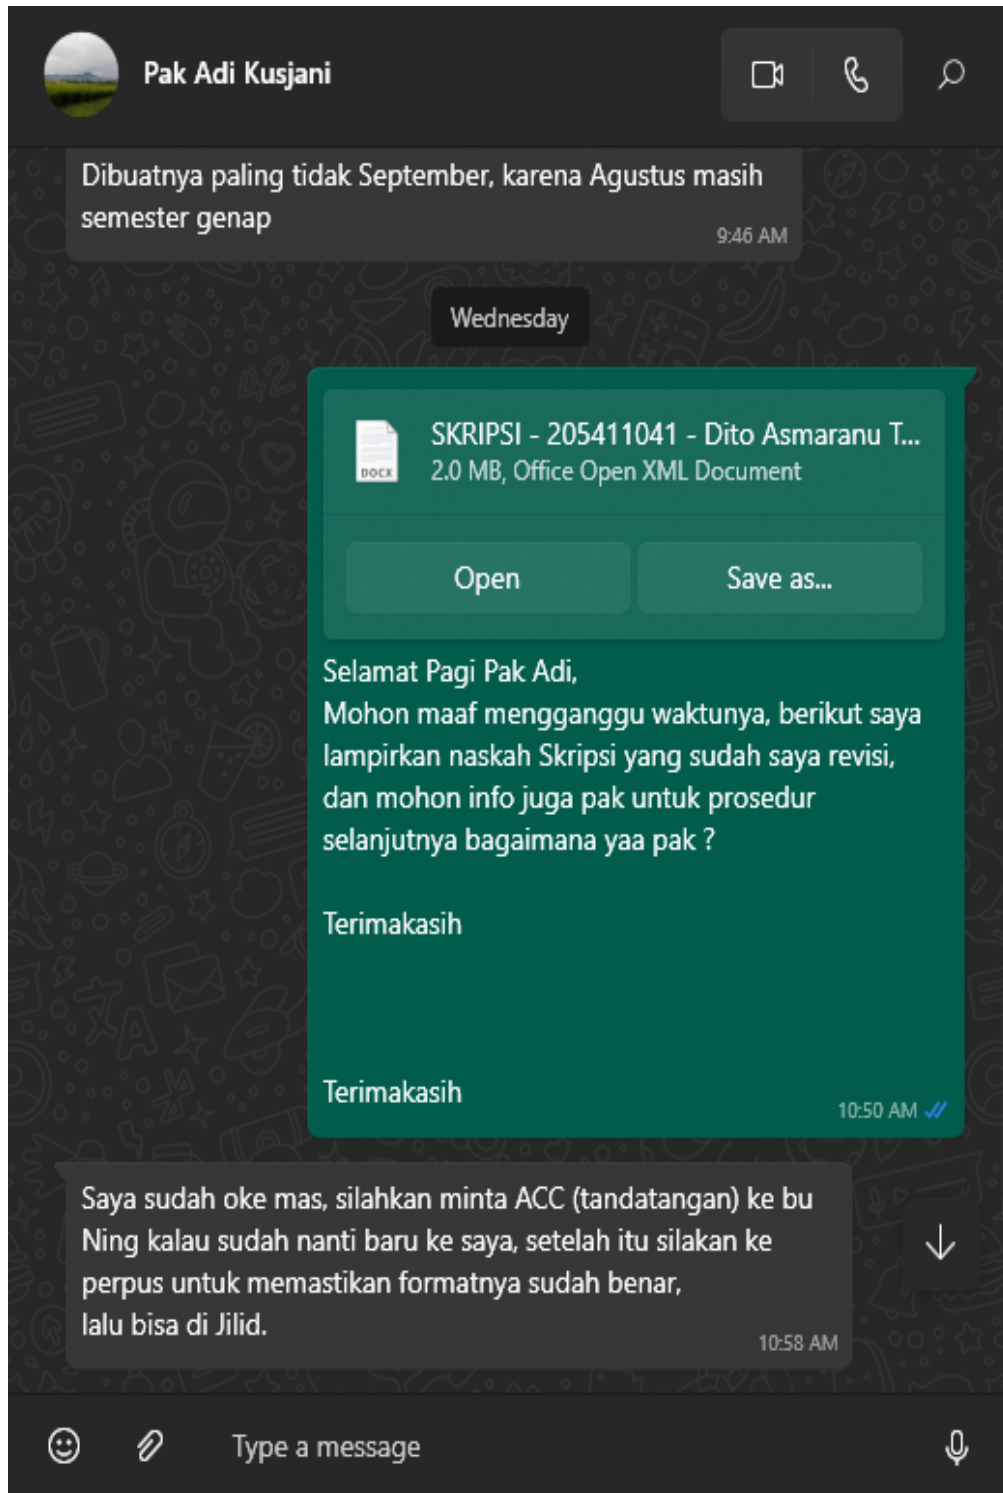 Pak Adi Kusjani
Dibuatnya paling tidak September, karena Agustus masih
semester genap
9:46 AM
Wednesday
SKRIPSI - 205411041 - Dito Asmaranu T...
DOCX
2.0 MB, Office Open XML Document
Open
Save as...
Selamat Pagi Pak Adi,
Mohon maaf mengganggu waktunya, berikut saya
lampirkan naskah Skripsi yang sudah saya revisi,
dan mohon info juga pak untuk prosedur
selanjutnya bagaimana yaa pak ?
Terimakasih
Terimakasih
10:50 AM
Saya sudah oke mas, silahkan minta ACC (tandatangan) ke bu
Ning kalau sudah nanti baru ke saya, setelah itu silakan ke
perpus untuk memastikan formatnya sudah benar,
lalu bisa di Jilid.
10:58 AM
Type a message